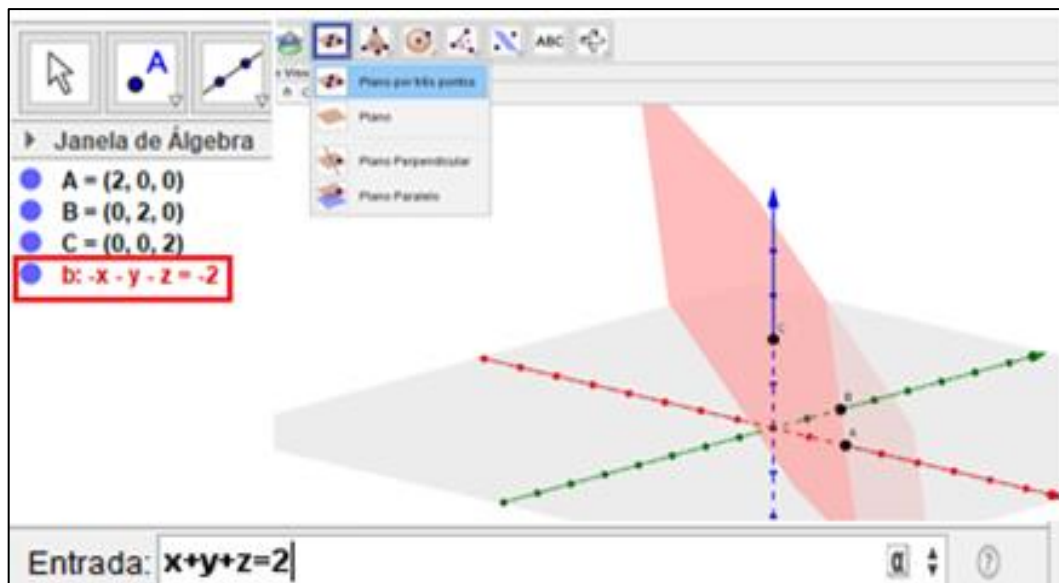 A
ABC
Plano por três pontos
Plano
Plano Perpendicular
Plano Paralelo
Janela de Álgebra
A = (2, 0, 0)
B = (0, 2, 0)
C = (0, 0, 2)
b: -x - y - z = -2
C
B
A
Entrada: x+y+z=2
α
?